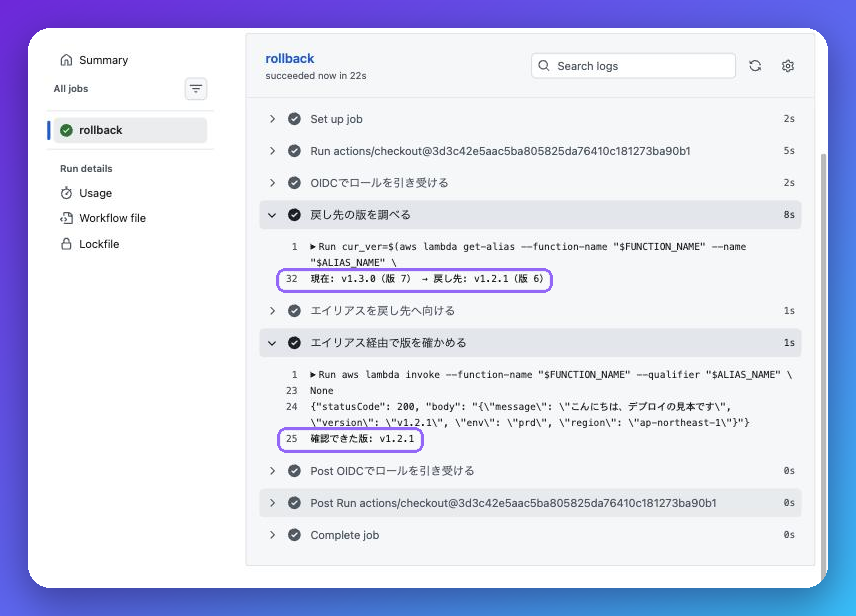 Summary
All jobs
rollback
Run details
Usage
Workflow file
Lockfile
rollback
succeeded now in 22s
Search logs
Set up job 2s
Run actions/checkout@3d3c42e5aac5ba805825da76410c181273ba90b1 5s
OIDCでロールを引き受ける 2s
戻し先の版を調べる 8s
1 ▶Run cur_ver=$(aws lambda get-alias --function-name "$FUNCTION_NAME" --name
"$ALIAS_NAME" \
32 現在: v1.3.0（版 7） → 戻し先: v1.2.1（版 6）
エイリアスを戻し先へ向ける 1s
エイリアス経由で版を確かめる 1s
1 ▶Run aws lambda invoke --function-name "$FUNCTION_NAME" --qualifier "$ALIAS_NAME" \
23 None
24 {"statusCode": 200, "body": "{\"message\": \"こんにちは、デプロイの見本です\",
\"version\": \"v1.2.1\", \"env\": \"prd\", \"region\": \"ap-northeast-1\"}"}
25 確認できた版: v1.2.1
Post OIDCでロールを引き受ける 0s
Post Run actions/checkout@3d3c42e5aac5ba805825da76410c181273ba90b1 0s
Complete job 0s